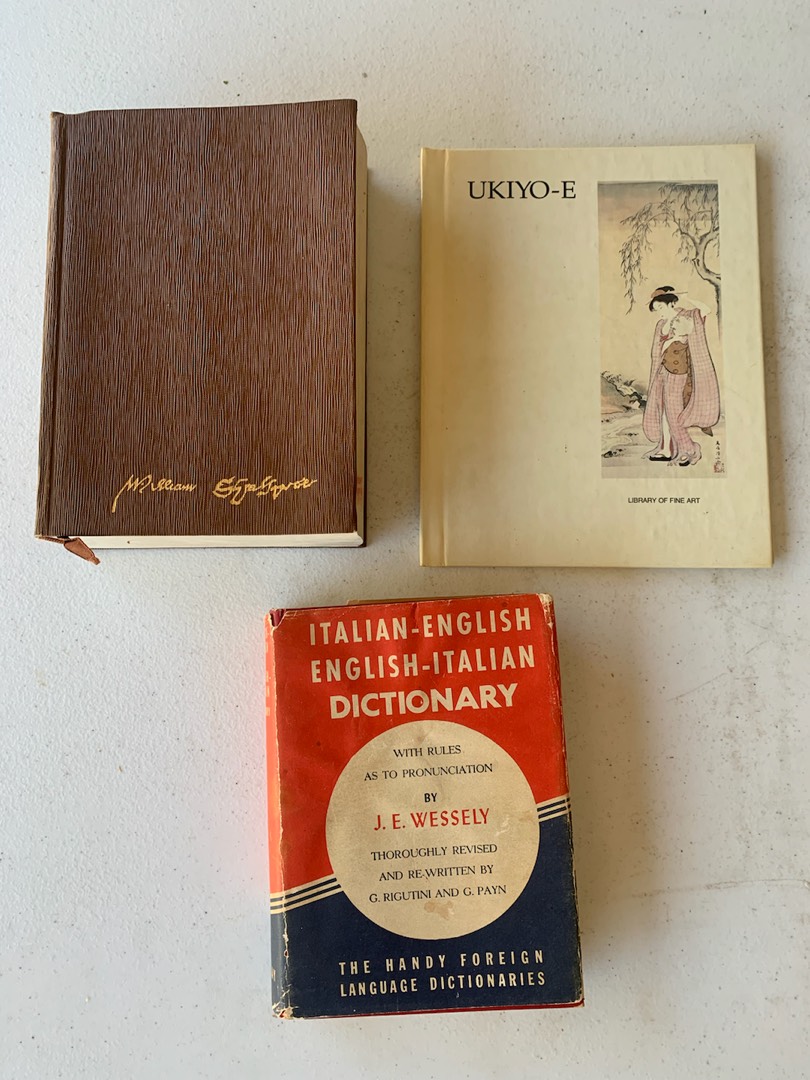 William Shakspere
UKIYO-E
LIBRARY OF FINE ART
ITALIAN-ENGLISH
ENGLISH-ITALIAN
DICTIONARY
WITH RULES
AS TO PRONUNCIATION
BY
J. E. WESSELY
THOROUGHLY REVISED
AND RE-WRITTEN BY
G. RIGUTINI AND G. PAYN
THE HANDY FOREIGN
LANGUAGE DICTIONARIES